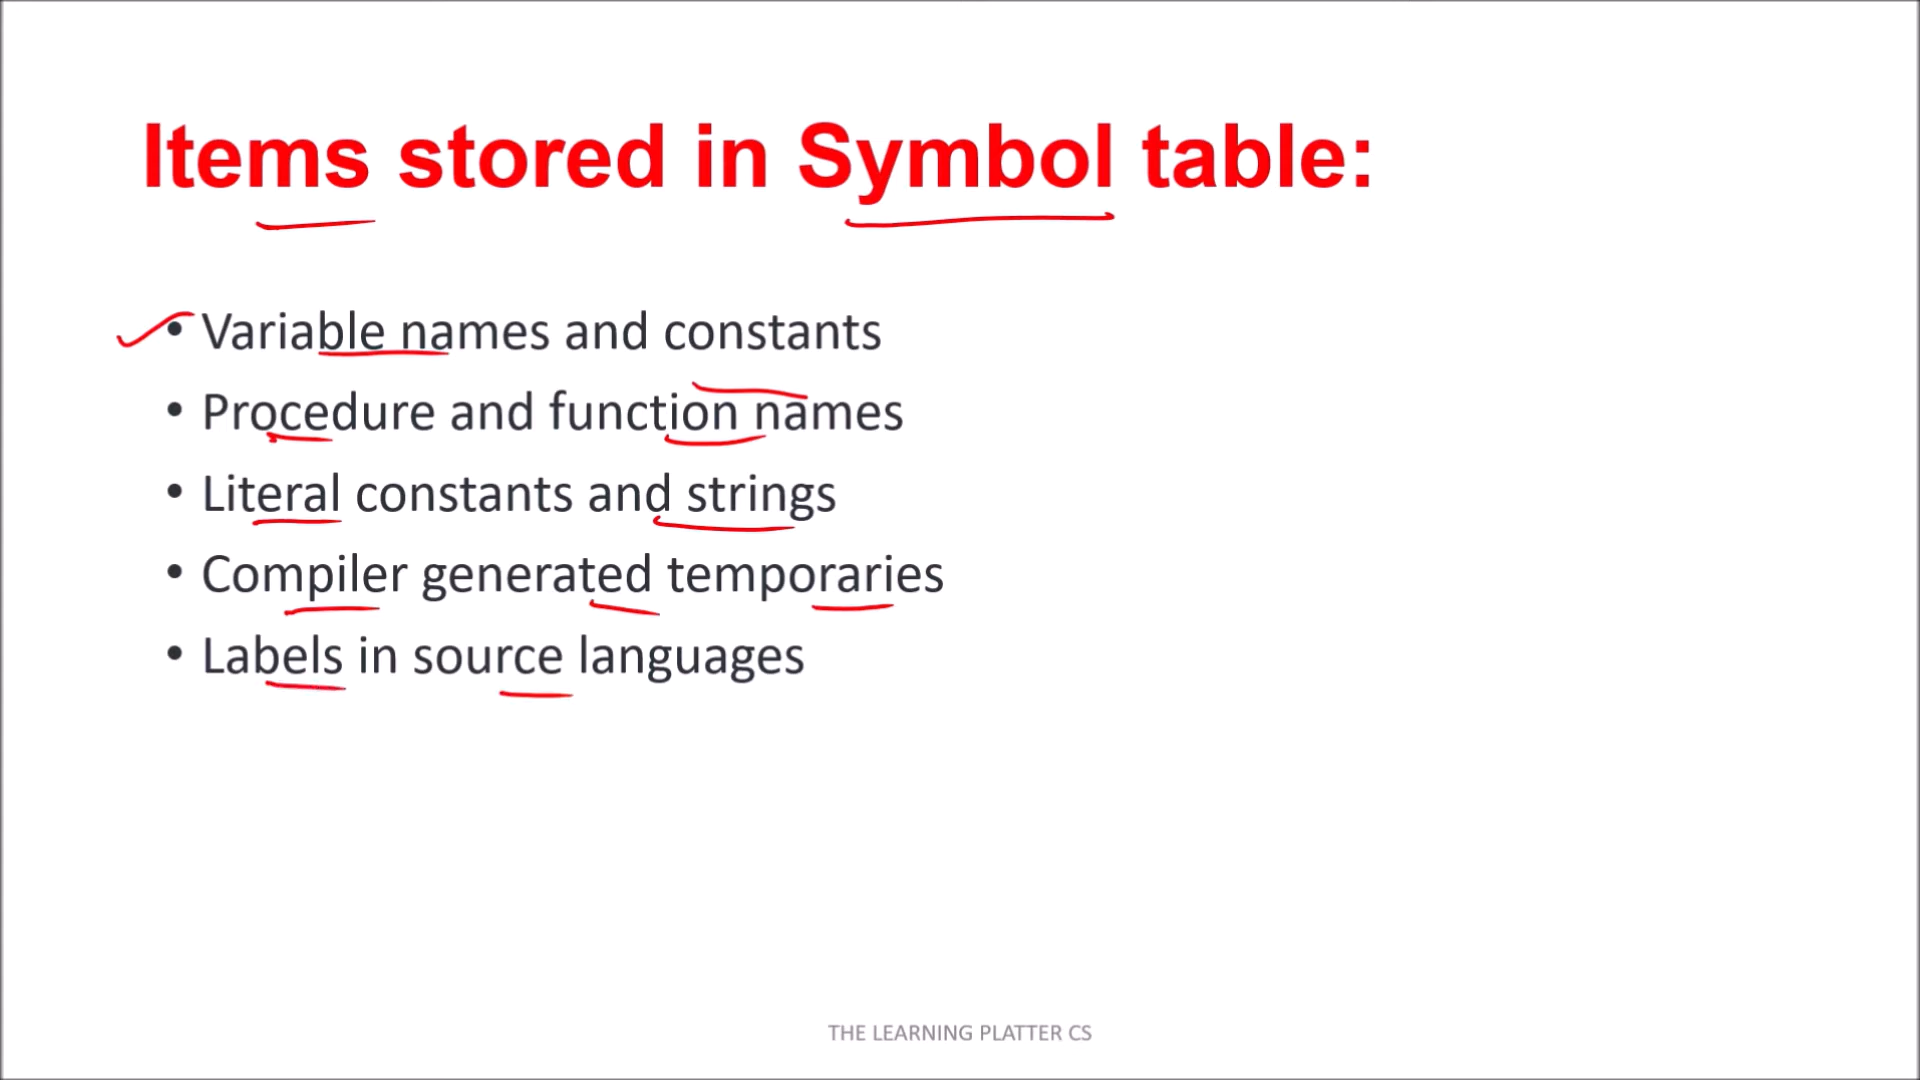 Items stored in Symbol table:
• Variable names and constants
• Procedure and function names
• Literal constants and strings
• Compiler generated temporaries
• Labels in source languages
THE LEARNING PLATTER CS